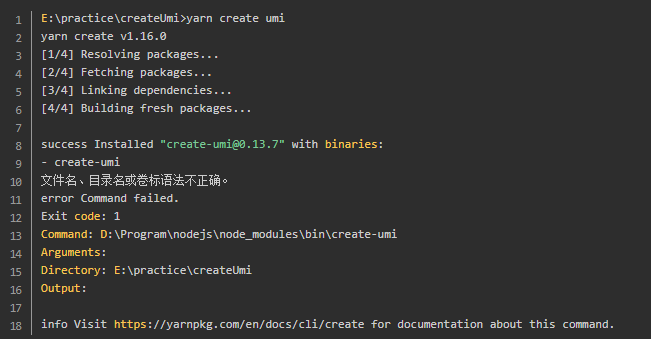 1 E:\practice\createUmi>yarn create umi
2 yarn create v1.16.0
3 [1/4] Resolving packages...
4 [2/4] Fetching packages...
5 [3/4] Linking dependencies...
6 [4/4] Building fresh packages...
7
8 success Installed "create-umi@0.13.7" with binaries:
9 - create-umi
10 文件名、目录名或卷标语法不正确。
11 error Command failed.
12 Exit code: 1
13 Command: D:\Program\nodejs\node_modules\bin\create-umi
14 Arguments:
15 Directory: E:\practice\createUmi
16 Output:
17
18 info Visit https://yarnpkg.com/en/docs/cli/create for documentation about this command.